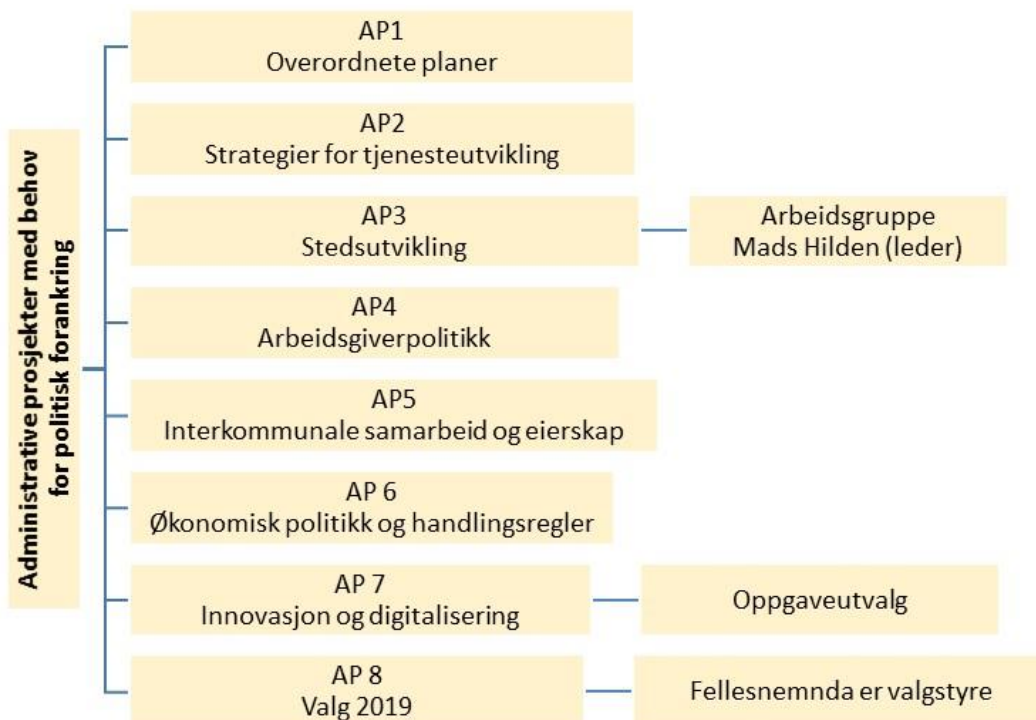 Administrative prosjekter med behov
for politisk forankring
AP1
Overordnete planer
AP2
Strategier for tjenesteutvikling
AP3
Stedsutvikling
Arbeidsgruppe
Mads Hilden (leder)
AP4
Arbeidsgiverpolitikk
AP5
Interkommunale samarbeid og eierskap
AP 6
Økonomisk politikk og handlingsregler
AP 7
Innovasjon og digitalisering
Oppgaveutvalg
AP 8
Valg 2019
Fellesnemnda er valgstyre